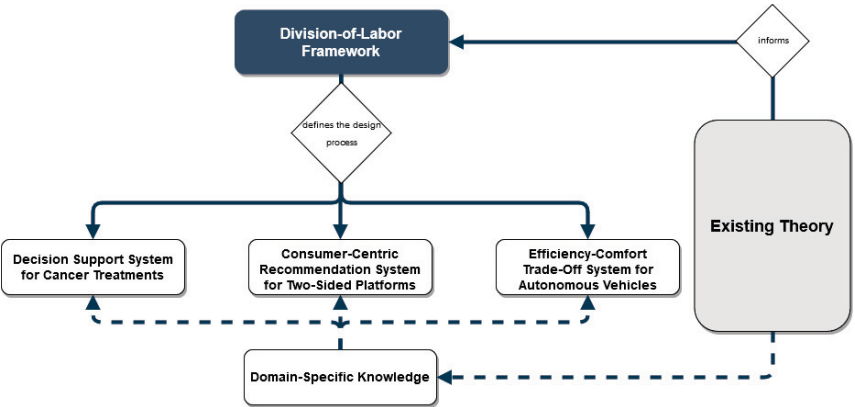 Division-of-Labor
Framework
informs
defines the design
process
Existing Theory
Decision Support System
for Cancer Treatments
Consumer-Centric
Recommendation System
for Two-Sided Platforms
Efficiency-Comfort
Trade-Off System for
Autonomous Vehicles
Domain-Specific Knowledge